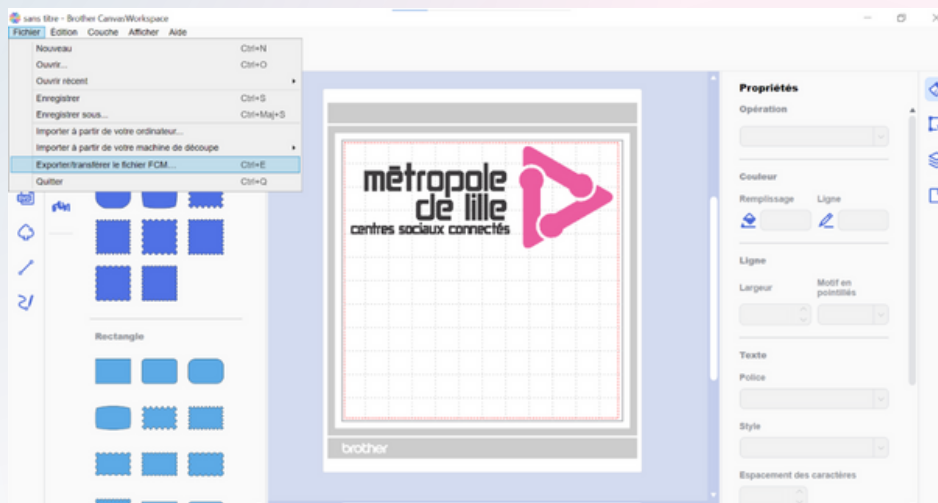 sans titre - Brother CanvasWorkspace
Fichier Edition Couche Afficher Aide
Nouveau Ctrl+N
Ouvrir... Ctrl+O
Ouvrir récent
Enregistrer Ctrl+S
Enregistrer sous... Ctrl+Maj+S
Importer à partir de votre ordinateur...
Importer à partir de votre machine de découpe
Exporter/transférer le fichier FCM... Ctrl+E
Quitter Ctrl+Q
Rectangle
mētropole
de lille
centres sociaux connectés
brother
Propriétés
Opération
Couleur
Remplissage Ligne
Ligne
Largeur Motif en
pointillés
Texte
Police
Style
Espacement des caractères